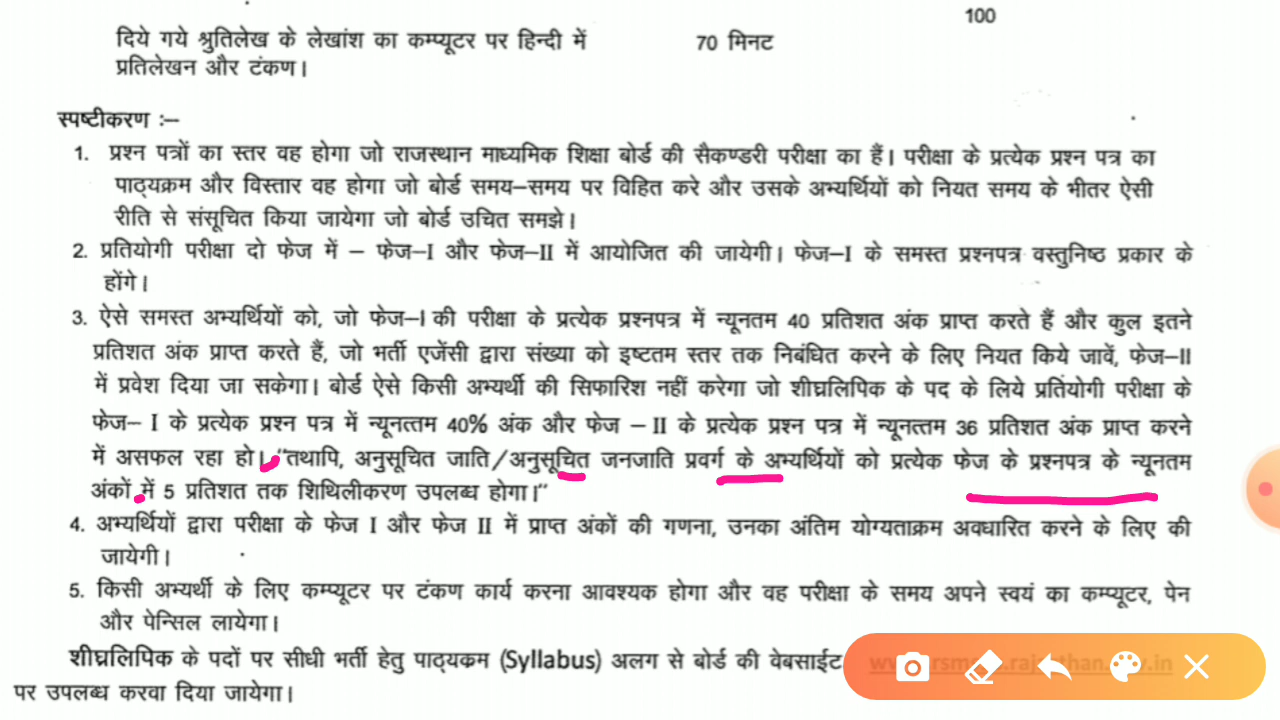 100
दिये गये श्रुतिलेख के लेखांश का कम्प्यूटर पर हिन्दी में 70 मिनट
प्रतिलेखन और टंकण।
स्पष्टीकरण :–
1. प्रश्न पत्रों का स्तर वह होगा जो राजस्थान माध्यमिक शिक्षा बोर्ड की सैकण्डरी परीक्षा का हैं। परीक्षा के प्रत्येक प्रश्न पत्र का
पाठ्यक्रम और विस्तार वह होगा जो बोर्ड समय–समय पर विहित करे और उसके अभ्यर्थियों को नियत समय के भीतर ऐसी
रीति से संसूचित किया जायेगा जो बोर्ड उचित समझे।
2. प्रतियोगी परीक्षा दो फेज में – फेज–I और फेज–II में आयोजित की जायेगी। फेज–I के समस्त प्रश्नपत्र वस्तुनिष्ठ प्रकार के
होंगे।
3. ऐसे समस्त अभ्यर्थियों को, जो फेज–I की परीक्षा के प्रत्येक प्रश्नपत्र में न्यूनतम 40 प्रतिशत अंक प्राप्त करते हैं और कुल इतने
प्रतिशत अंक प्राप्त करते हैं, जो भर्ती एजेंसी द्वारा संख्या को इष्टतम स्तर तक निबंधित करने के लिए नियत किये जावें, फेज–II
में प्रवेश दिया जा सकेगा। बोर्ड ऐसे किसी अभ्यर्थी की सिफारिश नहीं करेगा जो शीघ्रलिपिक के पद के लिये प्रतियोगी परीक्षा के
फेज– I के प्रत्येक प्रश्न पत्र में न्यूनत्तम 40% अंक और फेज – II के प्रत्येक प्रश्न पत्र में न्यूनत्तम 36 प्रतिशत अंक प्राप्त करने
में असफल रहा हो। "तथापि, अनुसूचित जाति/अनुसूचित जनजाति प्रवर्ग के अभ्यर्थियों को प्रत्येक फेज के प्रश्नपत्र के न्यूनतम
अंकों में 5 प्रतिशत तक शिथिलीकरण उपलब्ध होगा।"
4. अभ्यर्थियों द्वारा परीक्षा के फेज I और फेज II में प्राप्त अंकों की गणना, उनका अंतिम योग्यताक्रम अवधारित करने के लिए की
जायेगी।
5. किसी अभ्यर्थी के लिए कम्प्यूटर पर टंकण कार्य करना आवश्यक होगा और वह परीक्षा के समय अपने स्वयं का कम्प्यूटर, पेन
और पेन्सिल लायेगा।
शीघ्रलिपिक के पदों पर सीधी भर्ती हेतु पाठ्यक्रम (Syllabus) अलग से बोर्ड की वेबसाईट
पर उपलब्ध करवा दिया जायेगा।